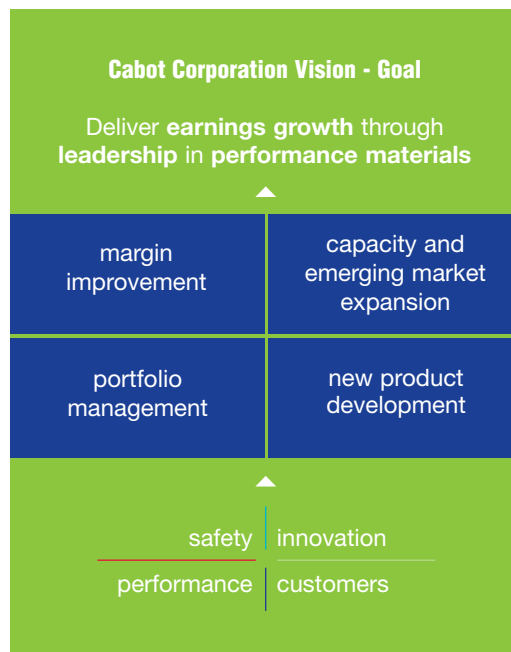 Cabot Corporation Vision - Goal
Deliver earnings growth through
leadership in performance materials
margin
improvement
capacity and
emerging market
expansion
portfolio
management
new product
development
safety
innovation
performance
customers